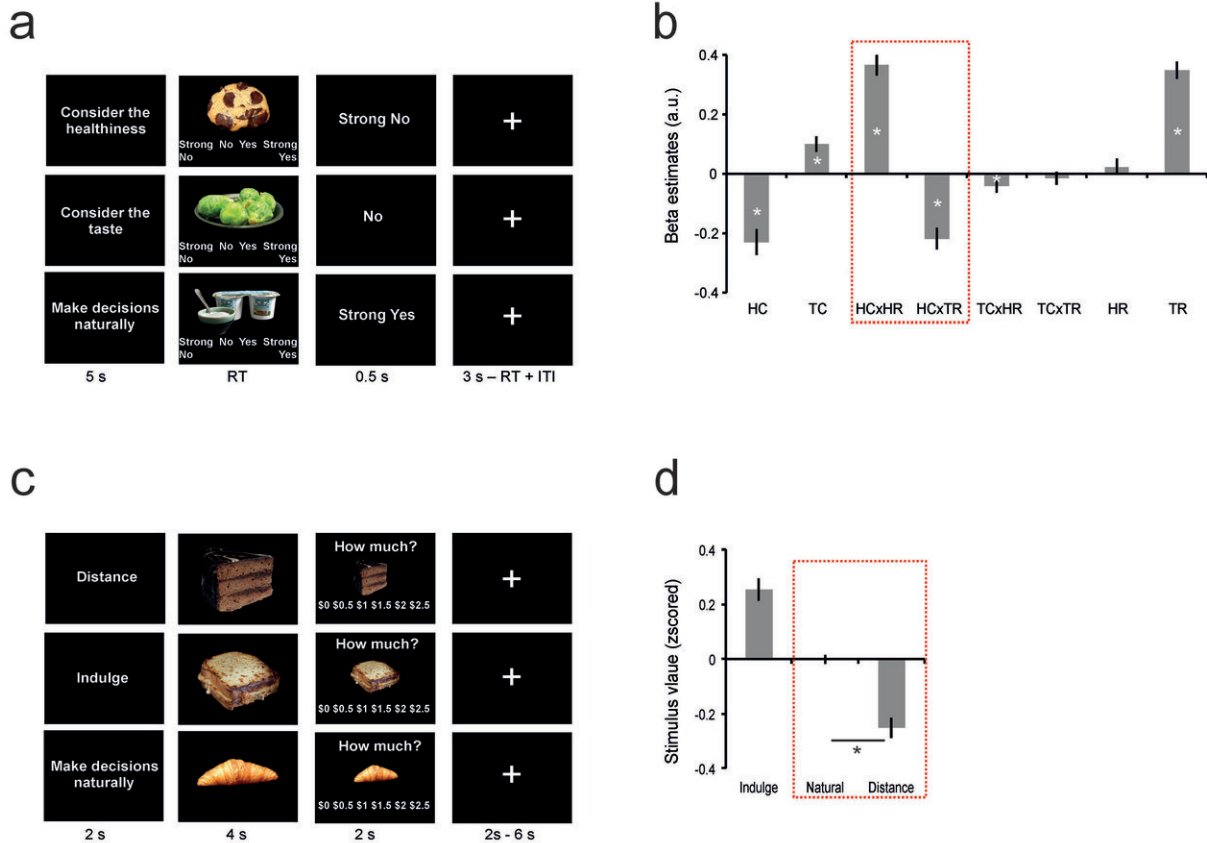 a
Consider the
healthiness
Strong No Yes Strong
No Yes
Strong No
+
Consider the
taste
Strong No Yes Strong
No Yes
No
+
Make decisions
naturally
Strong No Yes Strong
No Yes
Strong Yes
+
5 s
RT
0.5 s
3 s – RT + ITI
b
Beta estimates (a.u.)
0.4
0.2
0
-0.2
-0.4
*
*
*
*
*
*
HC
TC
HCxHR
HCxTR
TCxHR
TCxTR
HR
TR
c
Distance
How much?
$0 $0.5 $1 $1.5 $2 $2.5
+
Indulge
How much?
$0 $0.5 $1 $1.5 $2 $2.5
+
Make decisions
naturally
How much?
$0 $0.5 $1 $1.5 $2 $2.5
+
2 s
4 s
2 s
2s - 6 s
d
Stimulus vlaue (zscored)
0.4
0.2
0
-0.2
-0.4
*
Indulge
Natural
Distance